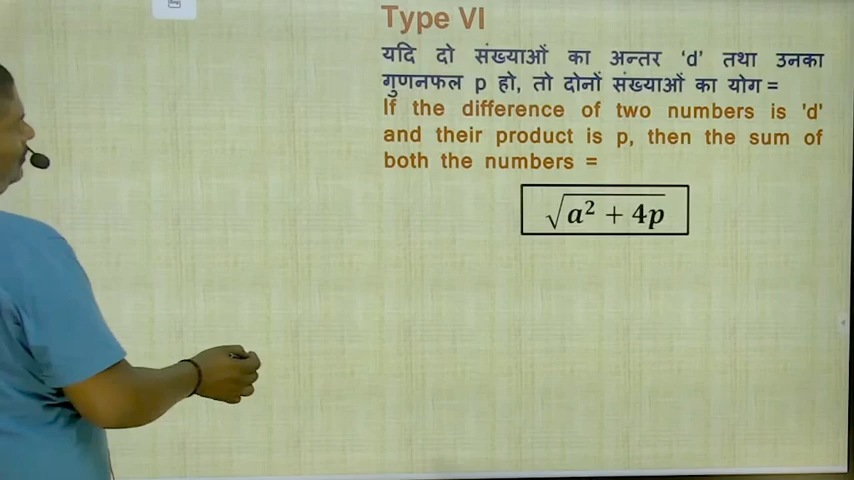 Type VI
यदि दो संख्याओं का अन्तर ‘d’ तथा उनका
गुणनफल p हो, तो दोनों संख्याओं का योग =
If the difference of two numbers is 'd'
and their product is p, then the sum of
both the numbers =
√a² + 4p